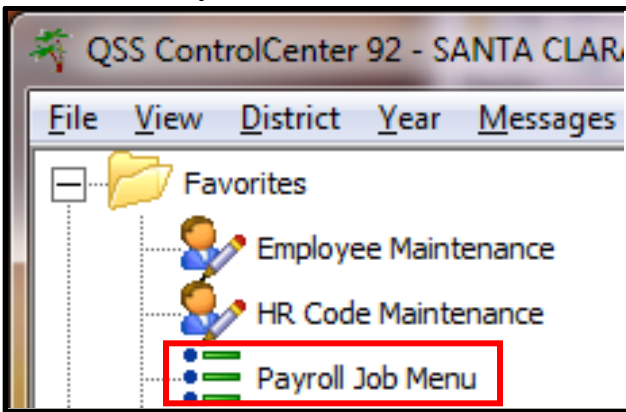 QSS ControlCenter 92 - SANTA CLARA
File View District Year Messages
Favorites
Employee Maintenance
HR Code Maintenance
Payroll Job Menu